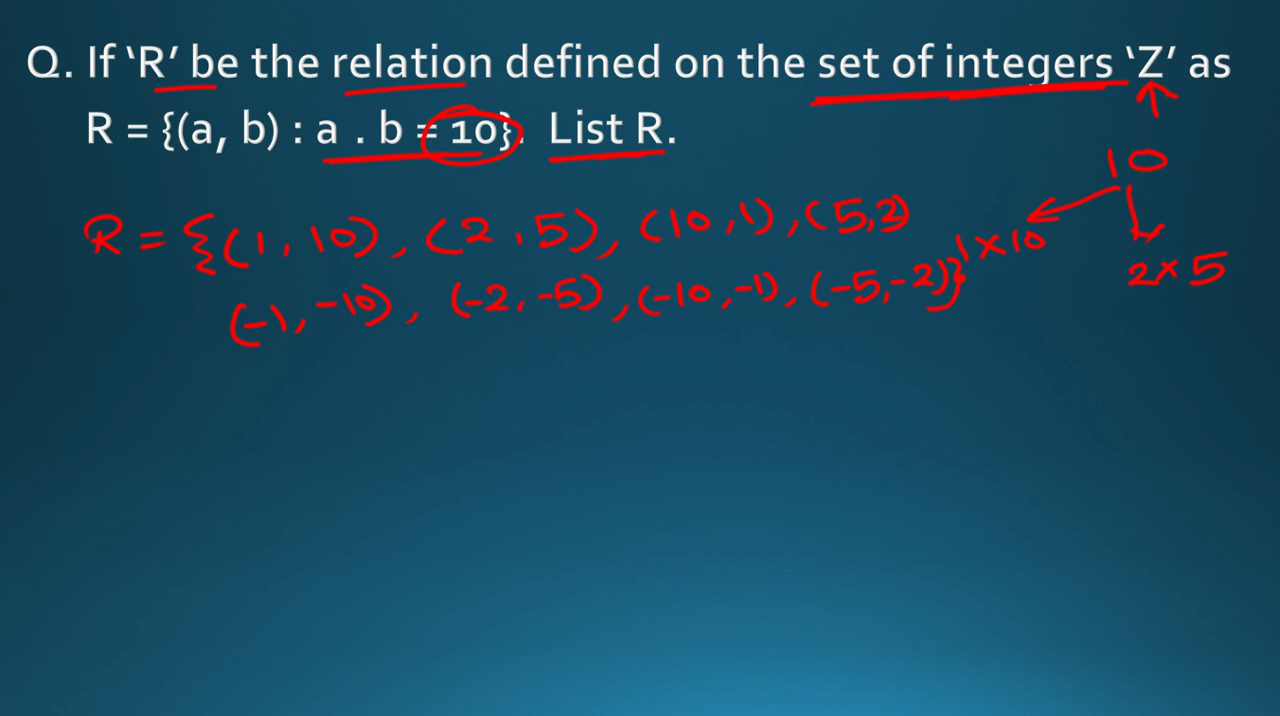 Q. If ‘R’ be the relation defined on the set of integers ‘Z’ as
R = {(a, b) : a . b = 10}. List R.
10
R = {(1, 10), (2, 5), (10, 1), (5, 2)
1 × 10
2 × 5
(-1, -10), (-2, -5), (-10, -1), (-5, -2)}